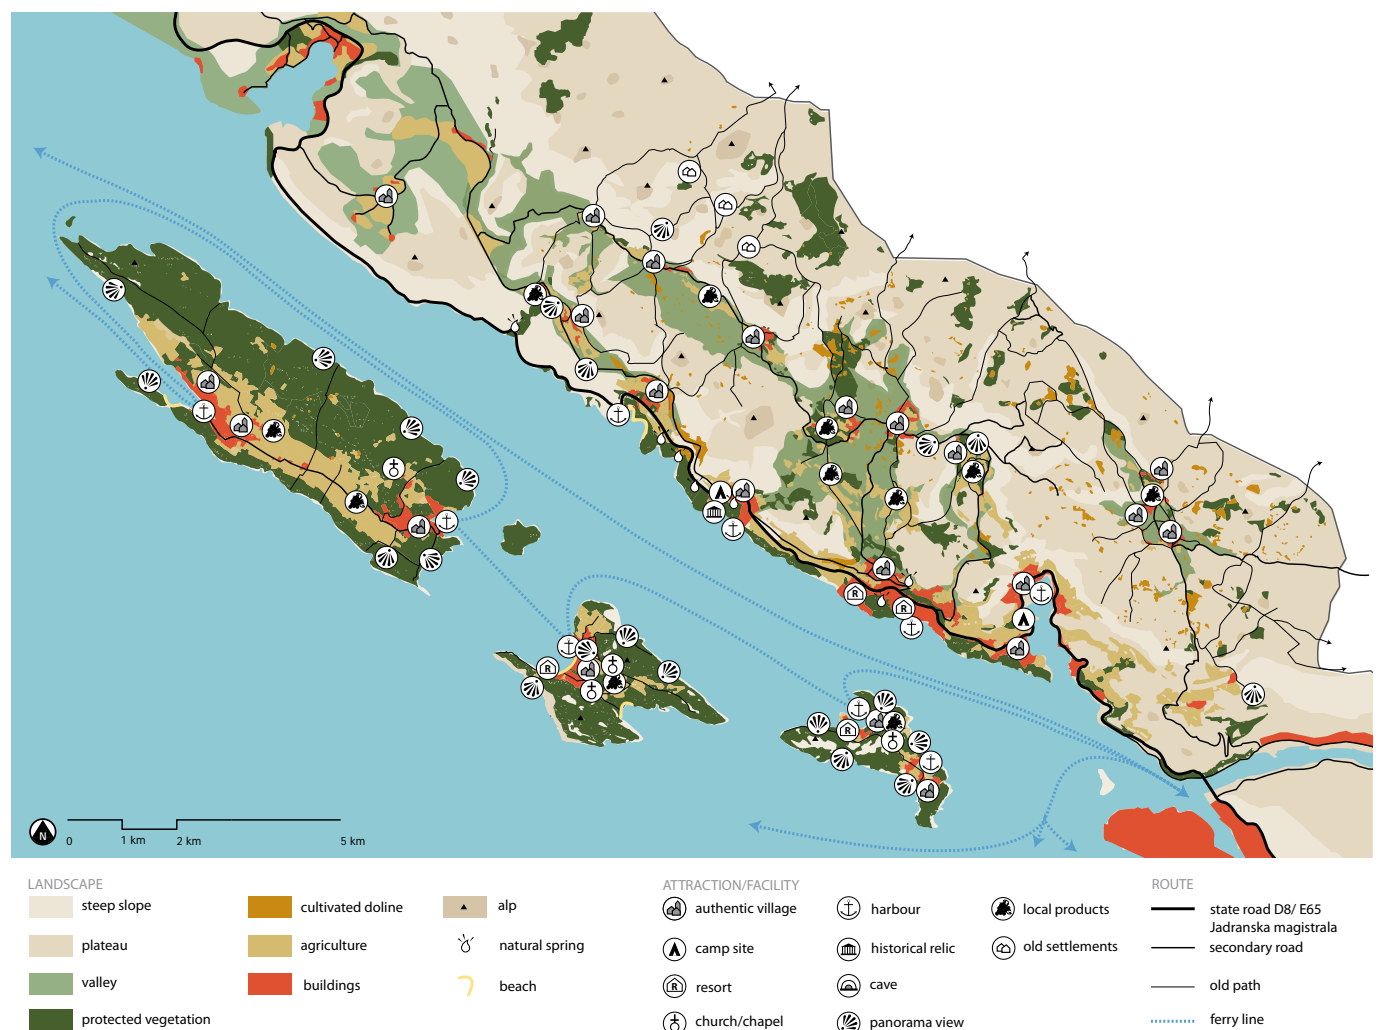 R
R
R
R
N
0
1 km
2 km
5 km
LANDSCAPE
steep slope
plateau
valley
protected vegetation
cultivated doline
agriculture
buildings
alp
natural spring
beach
ATTRACTION/FACILITY
authentic village
camp site
R
resort
church/chapel
harbour
historical relic
cave
panorama view
local products
old settlements
ROUTE
state road D8/ E65
Jadranska magistrala
secondary road
old path
ferry line